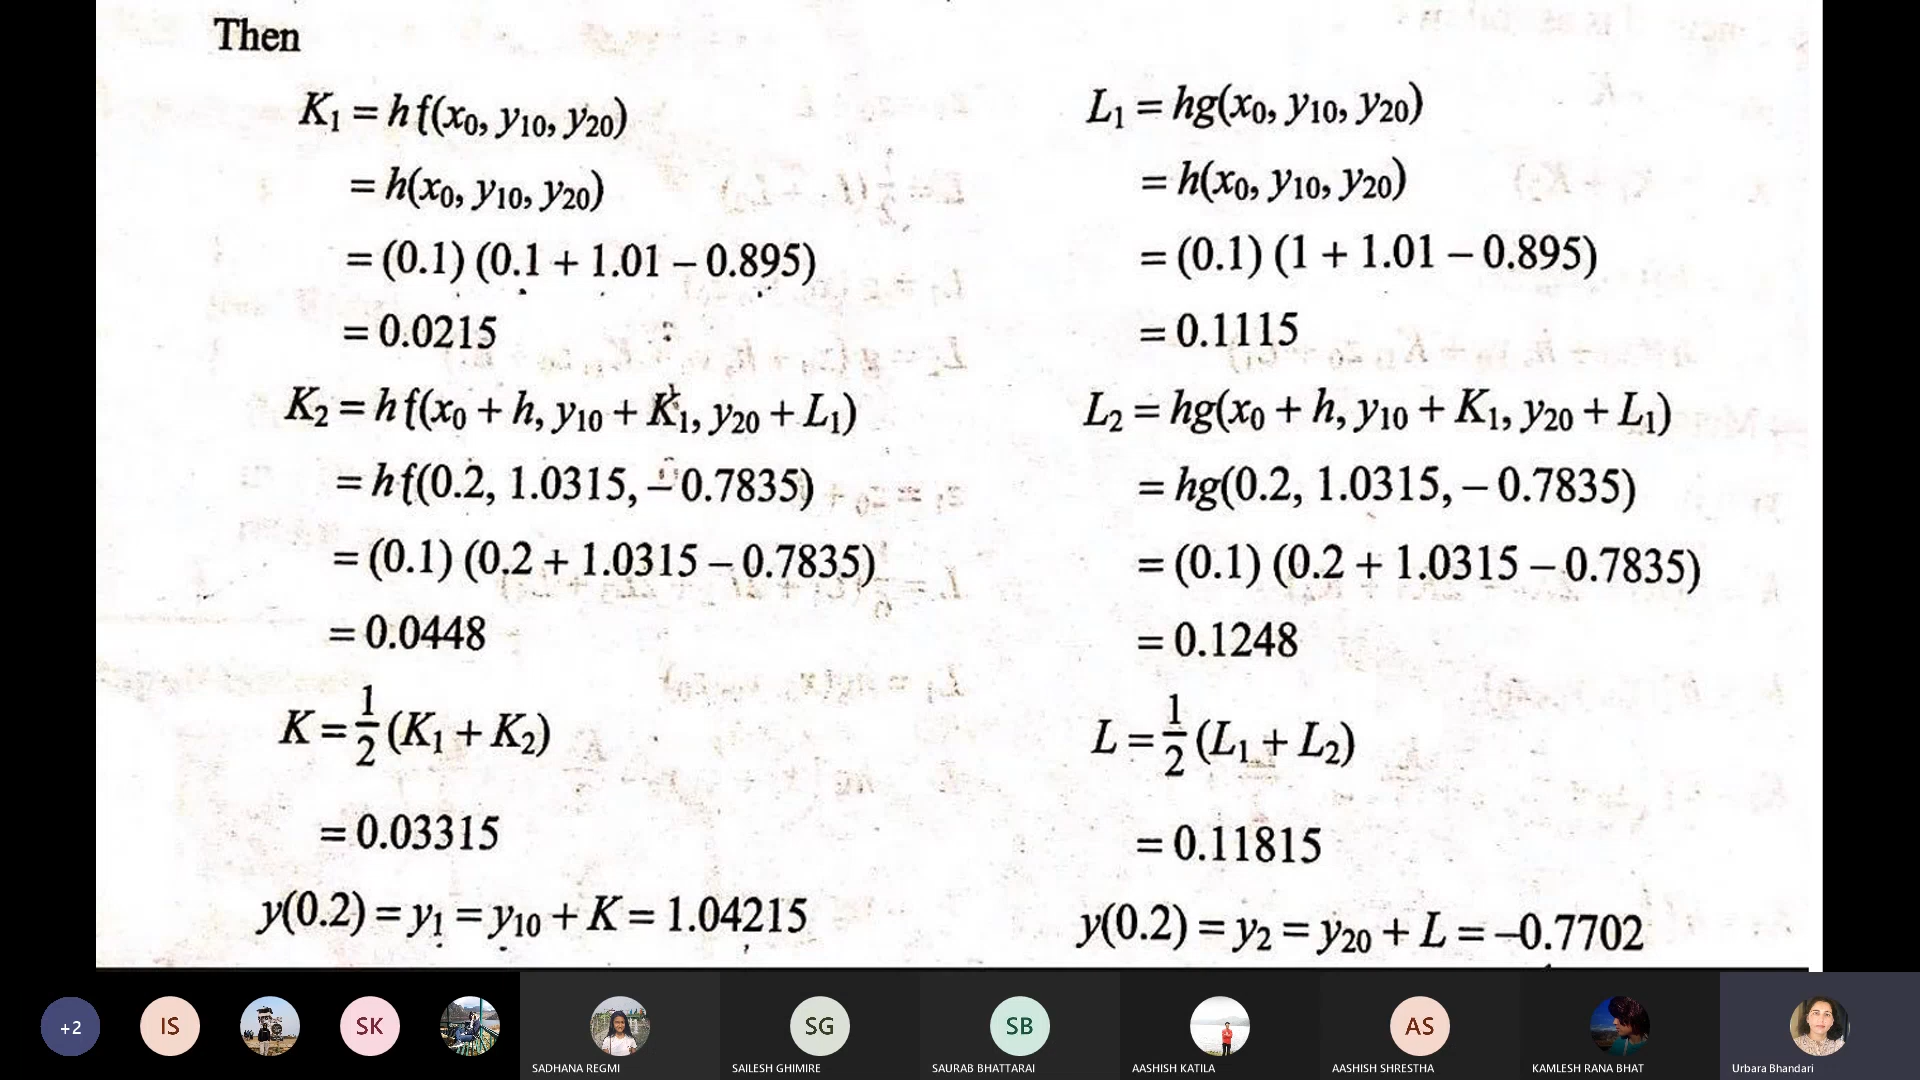 Then
K₁ = h f(x₀, y₁₀, y₂₀)
= h(x₀, y₁₀, y₂₀)
= (0.1) (0.1 + 1.01 – 0.895)
= 0.0215
K₂ = h f(x₀ + h, y₁₀ + K₁, y₂₀ + L₁)
= h f(0.2, 1.0315, – 0.7835)
= (0.1) (0.2 + 1.0315 – 0.7835)
= 0.0448
K = 1/2 (K₁ + K₂)
= 0.03315
y(0.2) = y₁ = y₁₀ + K = 1.04215
L₁ = hg(x₀, y₁₀, y₂₀)
= h(x₀, y₁₀, y₂₀)
= (0.1) (1 + 1.01 – 0.895)
= 0.1115
L₂ = hg(x₀ + h, y₁₀ + K₁, y₂₀ + L₁)
= hg(0.2, 1.0315, – 0.7835)
= (0.1) (0.2 + 1.0315 – 0.7835)
= 0.1248
L = 1/2 (L₁ + L₂)
= 0.11815
y(0.2) = y₂ = y₂₀ + L = –0.7702
+2
IS
SK
SADHANA REGMI
SG
SAILESH GHIMIRE
SB
SAURAB BHATTARAI
AASHISH KATILA
AS
AASHISH SHRESTHA
KAMLESH RANA BHAT
Urbara Bhandari